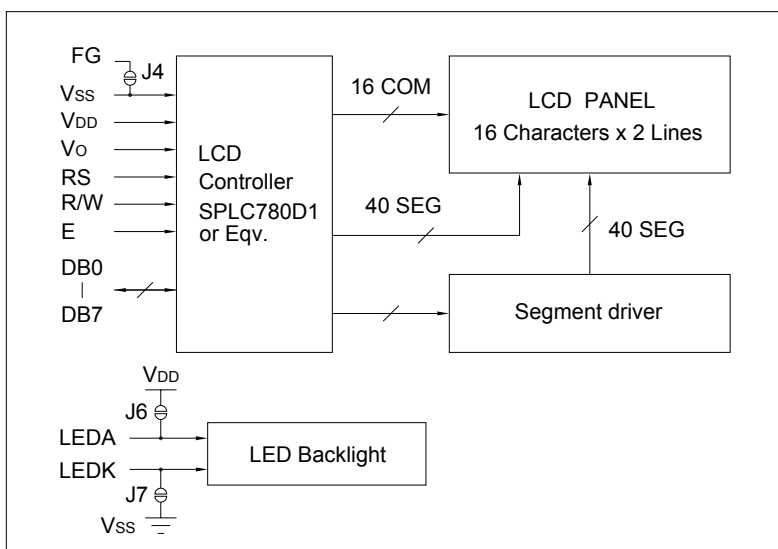 FG
J4
VSS
VDD
VO
RS
R/W
E
DB0
DB7
LCD
Controller
SPLC780D1
or Eqv.
16 COM
40 SEG
LCD PANEL
16 Characters x 2 Lines
40 SEG
Segment driver
VDD
J6
LEDA
LEDK
J7
VSS
LED Backlight